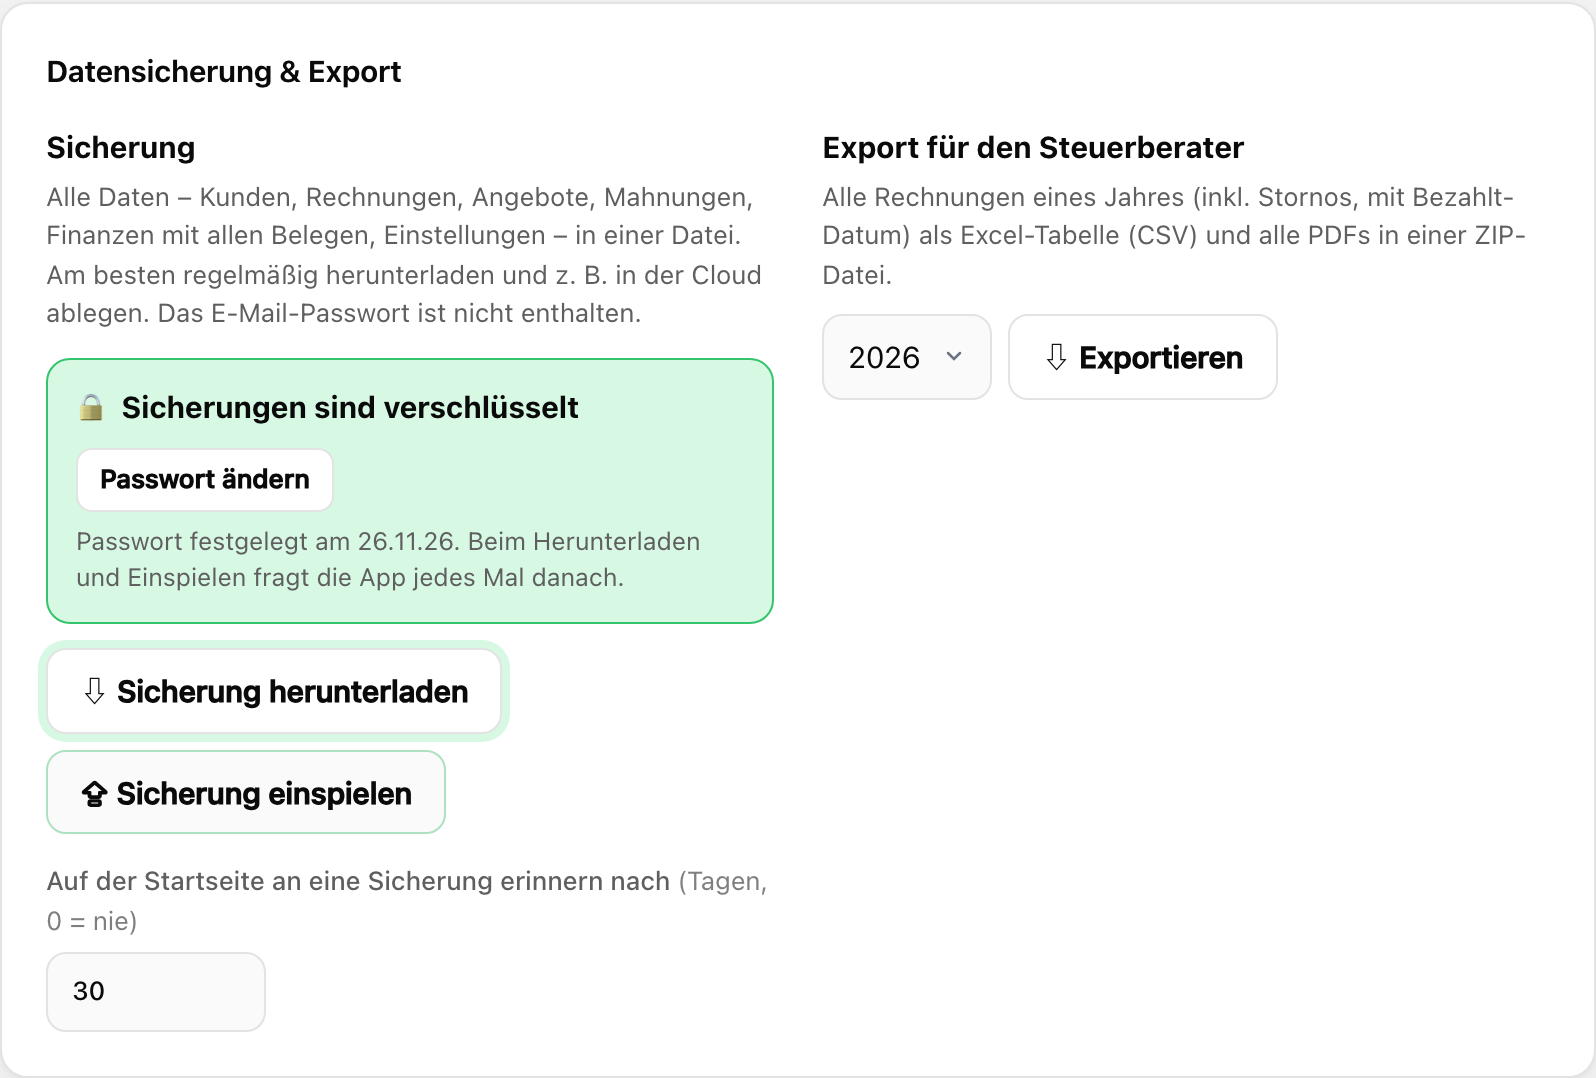 Datensicherung & Export
Sicherung
Alle Daten – Kunden, Rechnungen, Angebote, Mahnungen,
Finanzen mit allen Belegen, Einstellungen – in einer Datei.
Am besten regelmäßig herunterladen und z. B. in der Cloud
ablegen. Das E-Mail-Passwort ist nicht enthalten.
🔒 Sicherungen sind verschlüsselt
Passwort ändern
Passwort festgelegt am 26.11.26. Beim Herunterladen
und Einspielen fragt die App jedes Mal danach.
⇩ Sicherung herunterladen
⇪ Sicherung einspielen
Auf der Startseite an eine Sicherung erinnern nach (Tagen,
0 = nie)
30
Export für den Steuerberater
Alle Rechnungen eines Jahres (inkl. Stornos, mit Bezahlt-
Datum) als Excel-Tabelle (CSV) und alle PDFs in einer ZIP-
Datei.
2026
⇩ Exportieren